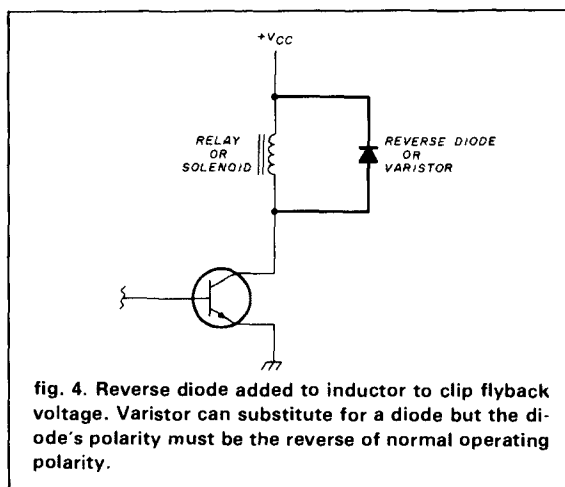 +VCC
RELAY
OR
SOLENOID
REVERSE DIODE
OR
VARISTOR
fig. 4. Reverse diode added to inductor to clip flyback
voltage. Varistor can substitute for a diode but the di-
ode's polarity must be the reverse of normal operating
polarity.